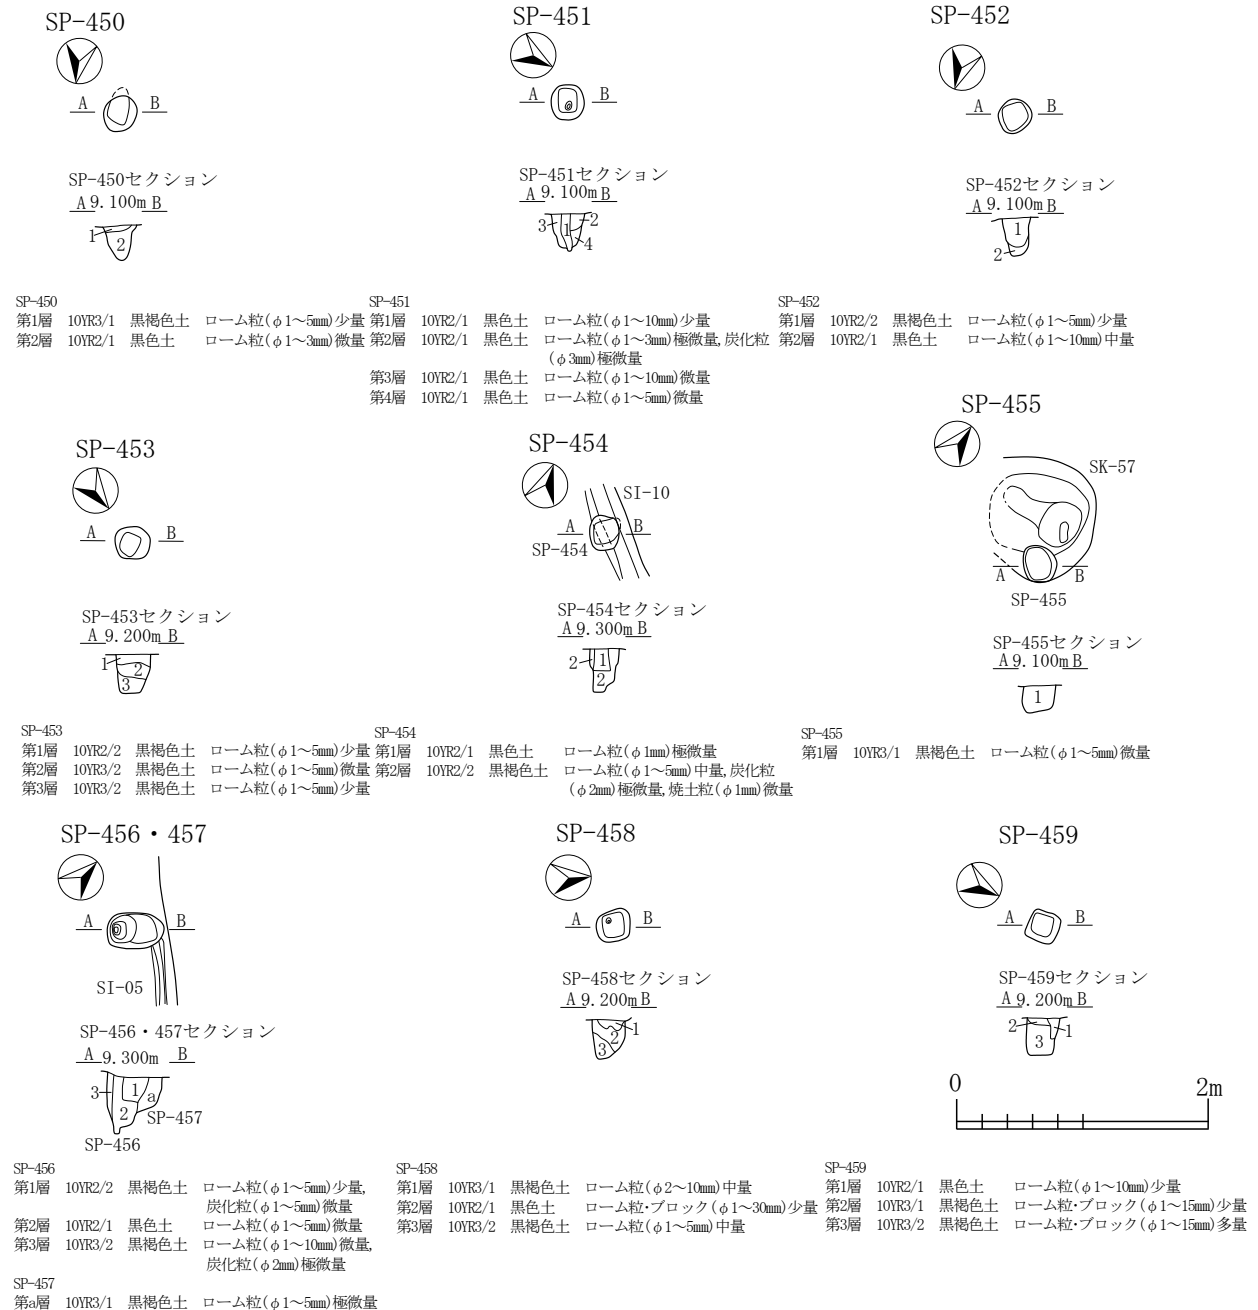 SP-450
A B
SP-450セクション
A 9.100m B
1
2
SP-450
第1層 10YR3/1 黒褐色土 ローム粒(φ1～5mm)少量
第2層 10YR2/1 黒色土 ローム粒(φ1～3mm)微量
SP-451
A B
SP-451セクション
A 9.100m B
3 1 2
4
SP-451
第1層 10YR2/1 黒色土 ローム粒(φ1～10mm)少量
第2層 10YR2/1 黒色土 ローム粒(φ1～3mm)極微量,炭化粒
(φ3mm)極微量
第3層 10YR2/1 黒色土 ローム粒(φ1～10mm)微量
第4層 10YR2/1 黒色土 ローム粒(φ1～5mm)微量
SP-452
A B
SP-452セクション
A 9.100m B
1
2
SP-452
第1層 10YR2/2 黒褐色土 ローム粒(φ1～5mm)少量
第2層 10YR2/1 黒色土 ローム粒(φ1～10mm)中量
SP-453
A B
SP-453セクション
A 9.200m B
1
2
3
SP-453
第1層 10YR2/2 黒褐色土 ローム粒(φ1～5mm)少量
第2層 10YR3/2 黒褐色土 ローム粒(φ1～5mm)微量
第3層 10YR3/2 黒褐色土 ローム粒(φ1～5mm)少量
SP-454
SI-10
A B
SP-454
SP-454セクション
A 9.300m B
2 1
2
SP-454
第1層 10YR2/1 黒色土 ローム粒(φ1mm)極微量
第2層 10YR2/2 黒褐色土 ローム粒(φ1～5mm)中量,炭化粒
(φ2mm)極微量,焼土粒(φ1mm)微量
SP-455
SK-57
A B
SP-455
SP-455セクション
A 9.100m B
1
SP-455
第1層 10YR3/1 黒褐色土 ローム粒(φ1～5mm)微量
SP-456・457
A B
SI-05
SP-456・457セクション
A 9.300m B
3 1 a
2
SP-457
SP-456
SP-456
第1層 10YR2/2 黒褐色土 ローム粒(φ1～5mm)少量,
炭化粒(φ1～5mm)微量
第2層 10YR2/1 黒色土 ローム粒(φ1～5mm)微量
第3層 10YR3/2 黒褐色土 ローム粒(φ1～10mm)微量,
炭化粒(φ2mm)極微量
SP-457
第a層 10YR3/1 黒褐色土 ローム粒(φ1～5mm)極微量
SP-458
A B
SP-458セクション
A 9.200m B
1
2
3
SP-458
第1層 10YR3/1 黒褐色土 ローム粒(φ2～10mm)中量
第2層 10YR2/1 黒色土 ローム粒・ブロック(φ1～30mm)少量
第3層 10YR3/2 黒褐色土 ローム粒(φ1～5mm)中量
SP-459
A B
SP-459セクション
A 9.200m B
2 1
3
0 2m
SP-459
第1層 10YR2/1 黒色土 ローム粒(φ1～10mm)少量
第2層 10YR3/1 黒褐色土 ローム粒・ブロック(φ1～15mm)少量
第3層 10YR3/2 黒褐色土 ローム粒・ブロック(φ1～15mm)多量